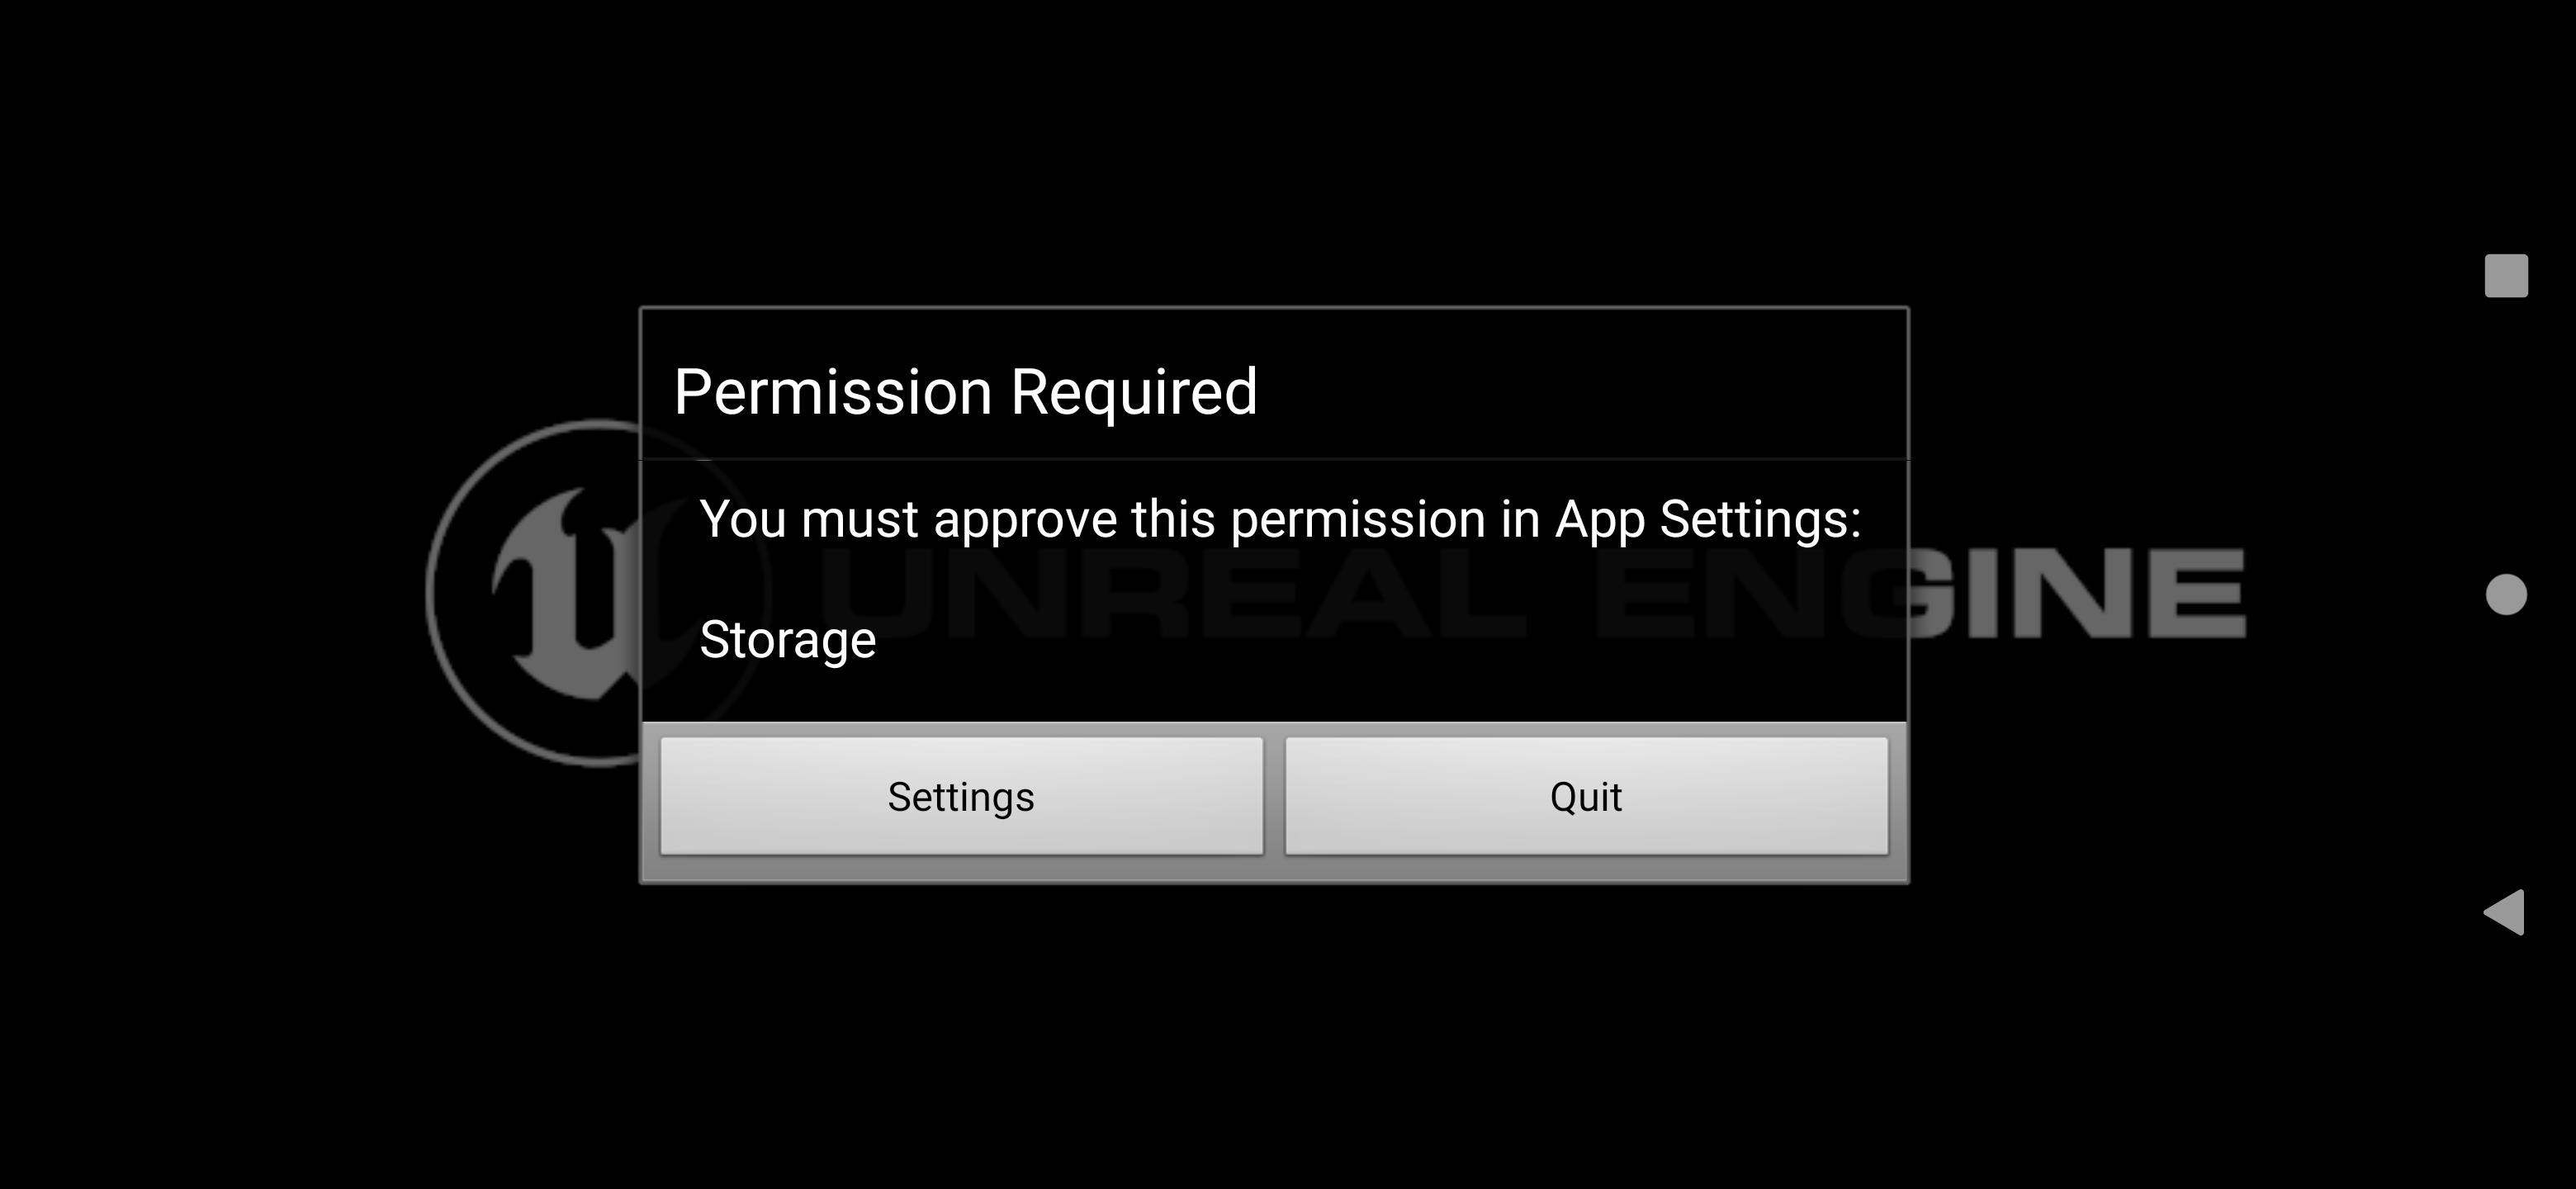 Permission Required
You must approve this permission in App Settings:
UNREAL ENGINE
Storage
Settings
Quit